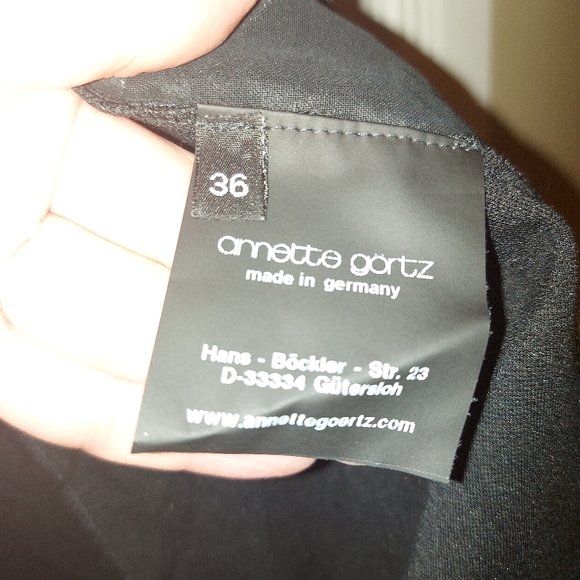 36
annette görtz
made in germany
Hans - Böckler - Str. 23
D-33334 Gütersloh
www.annettegoertz.com